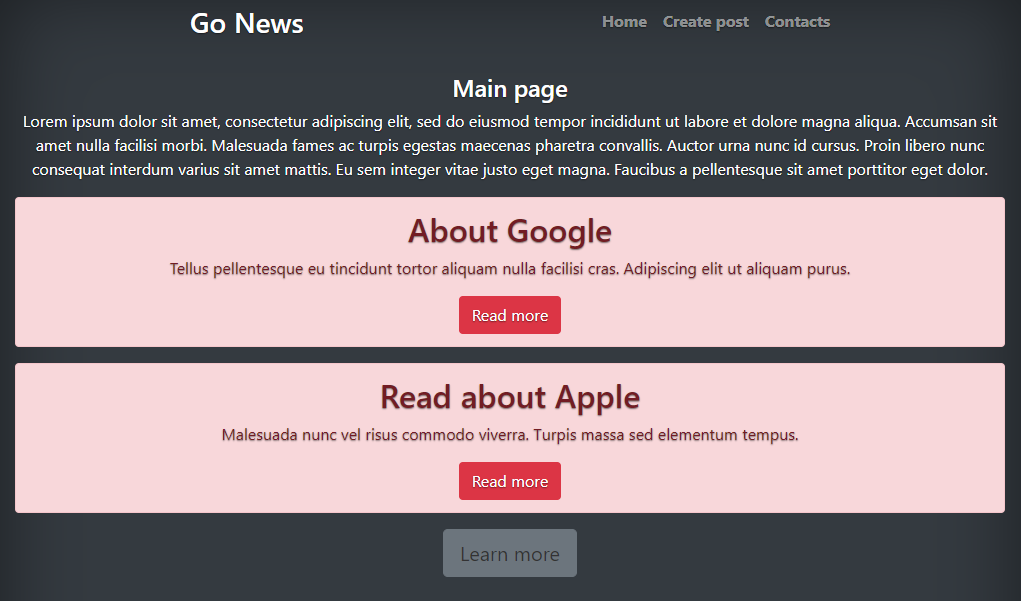 Go News
Home Create post Contacts
Main page
Lorem ipsum dolor sit amet, consectetur adipiscing elit, sed do eiusmod tempor incididunt ut labore et dolore magna aliqua. Accumsan sit
amet nulla facilisi morbi. Malesuada fames ac turpis egestas maecenas pharetra convallis. Auctor urna nunc id cursus. Proin libero nunc
consequat interdum varius sit amet mattis. Eu sem integer vitae justo eget magna. Faucibus a pellentesque sit amet porttitor eget dolor.
About Google
Tellus pellentesque eu tincidunt tortor aliquam nulla facilisi cras. Adipiscing elit ut aliquam purus.
Read more
Read about Apple
Malesuada nunc vel risus commodo viverra. Turpis massa sed elementum tempus.
Read more
Learn more